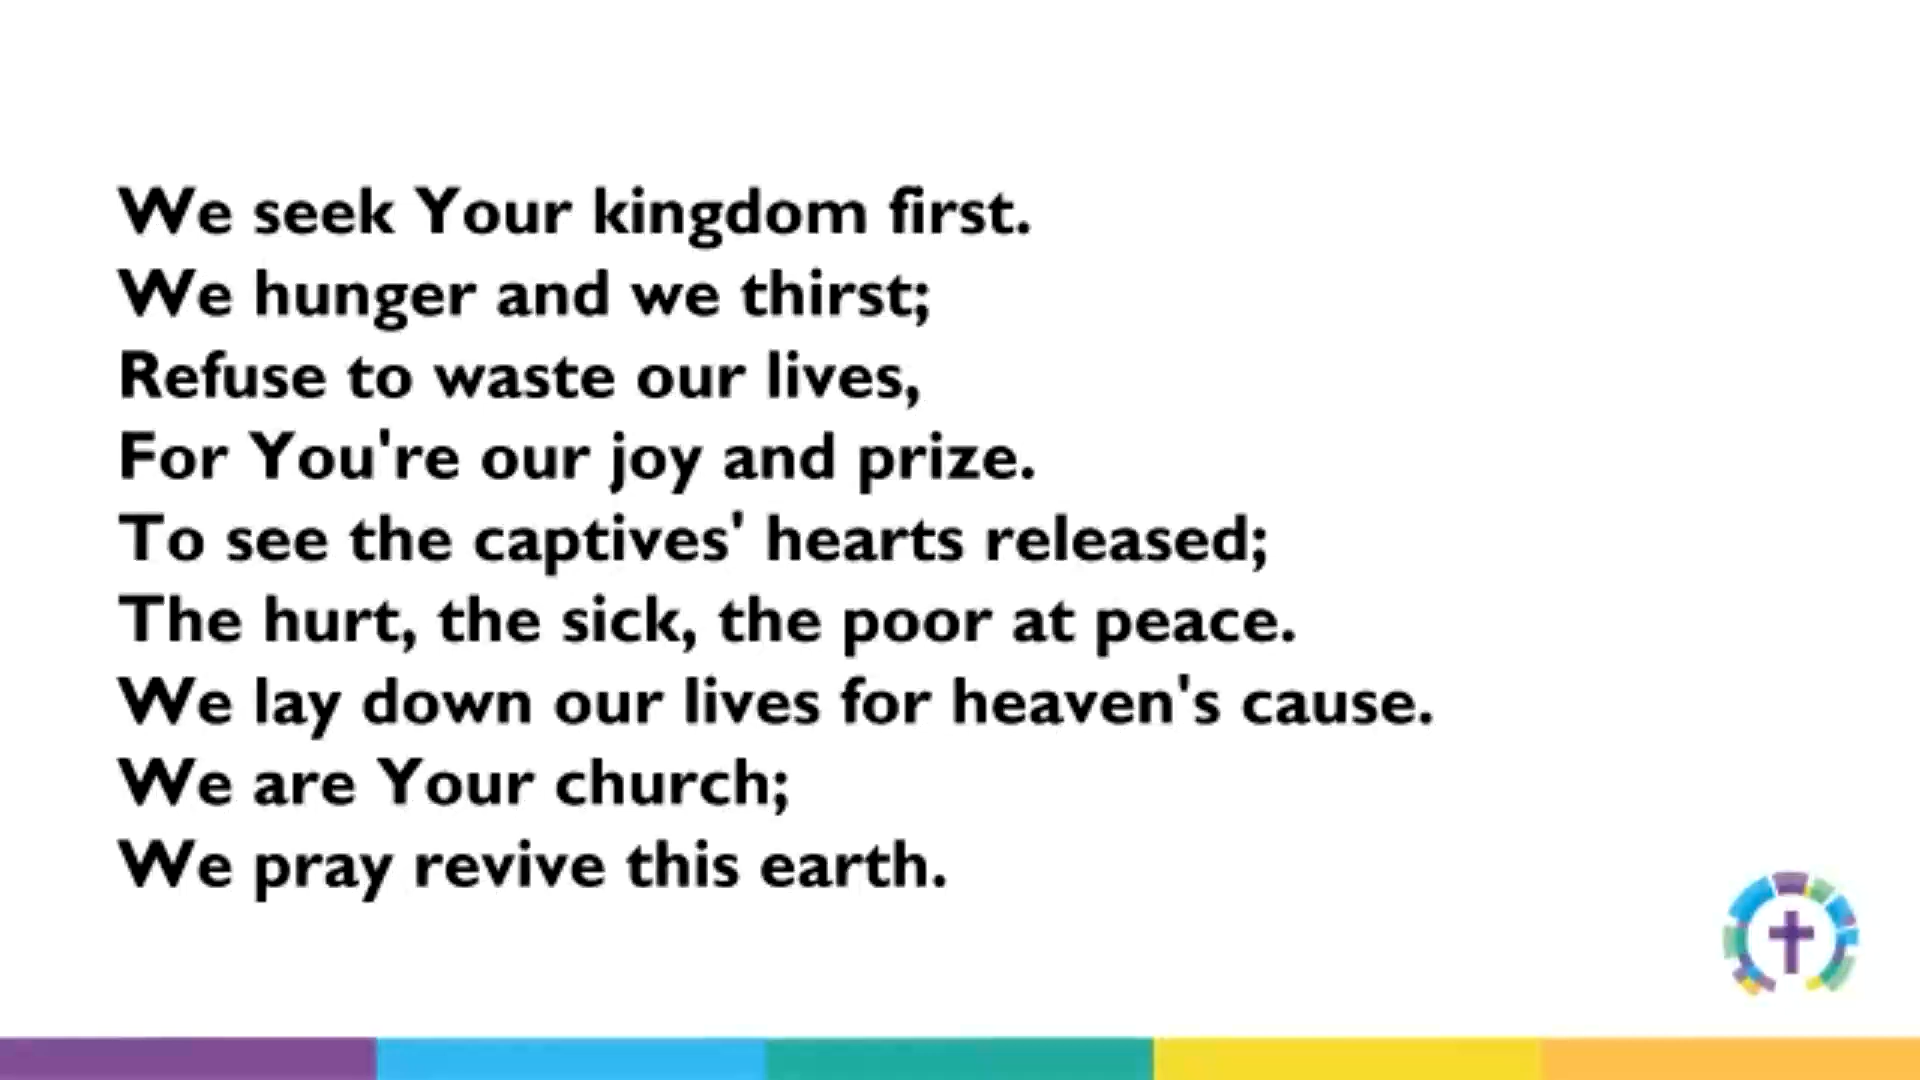 We seek Your kingdom first.
We hunger and we thirst;
Refuse to waste our lives,
For You're our joy and prize.
To see the captives' hearts released;
The hurt, the sick, the poor at peace.
We lay down our lives for heaven's cause.
We are Your church;
We pray revive this earth.